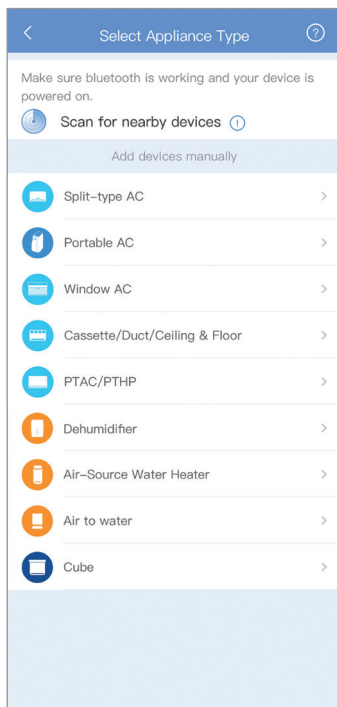 Select Appliance Type
?
Make sure bluetooth is working and your device is
powered on.
Scan for nearby devices
Add devices manually
Split-type AC
Portable AC
Window AC
Cassette/Duct/Ceiling & Floor
PTAC/PTHP
Dehumidifier
Air-Source Water Heater
Air to water
Cube